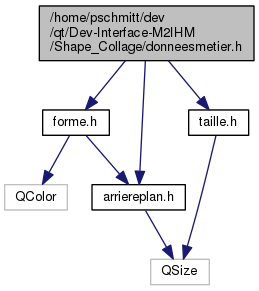 /home/pschmitt/dev
/qt/Dev-Interface-M2IHM
/Shape_Collage/donneesmetier.h
forme.h
taille.h
QColor
arriereplan.h
QSize